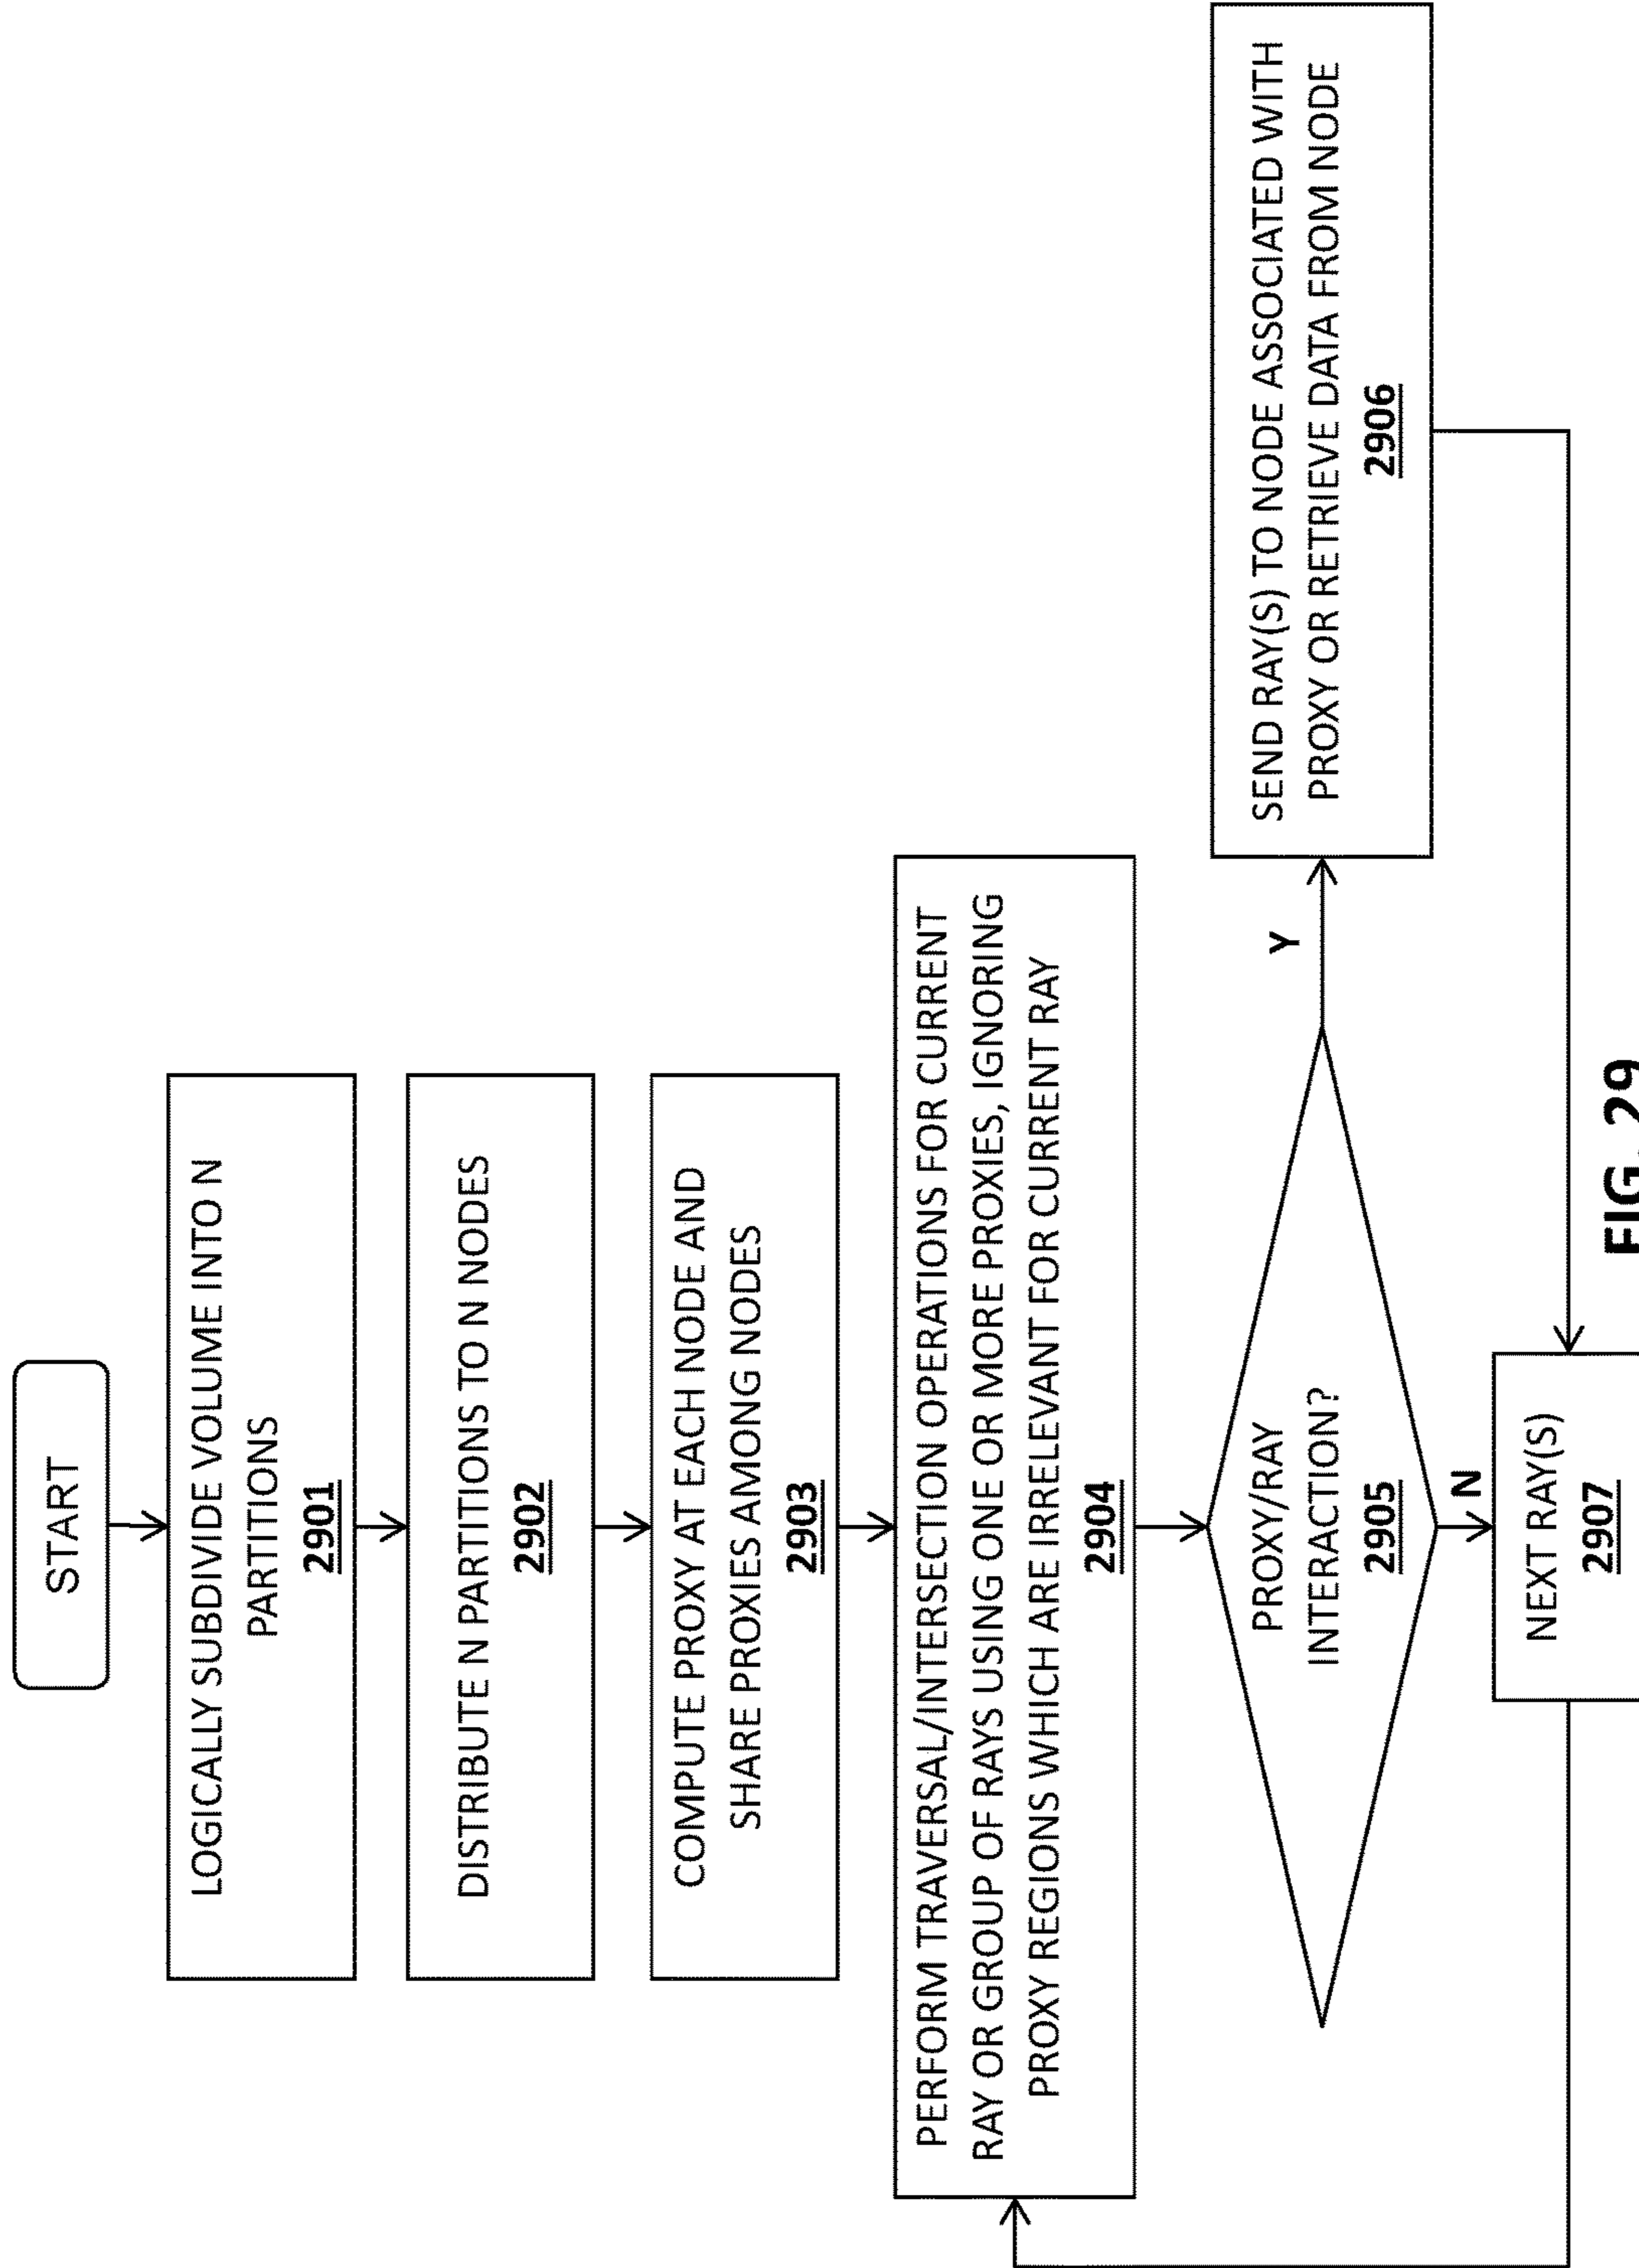 START
LOGICALLY SUBDIVIDE VOLUME INTO N
PARTITIONS
2901
DISTRIBUTE N PARTITIONS TO N NODES
2902
COMPUTE PROXY AT EACH NODE AND
SHARE PROXIES AMONG NODES
2903
PERFORM TRAVERSAL/INTERSECTION OPERATIONS FOR CURRENT
RAY OR GROUP OF RAYS USING ONE OR MORE PROXIES, IGNORING
PROXY REGIONS WHICH ARE IRRELEVANT FOR CURRENT RAY
2904
PROXY/RAY
INTERACTION?
2905
Y
SEND RAY(S) TO NODE ASSOCIATED WITH
PROXY OR RETRIEVE DATA FROM NODE
2906
N
NEXT RAY(S)
2907
FIG. 29